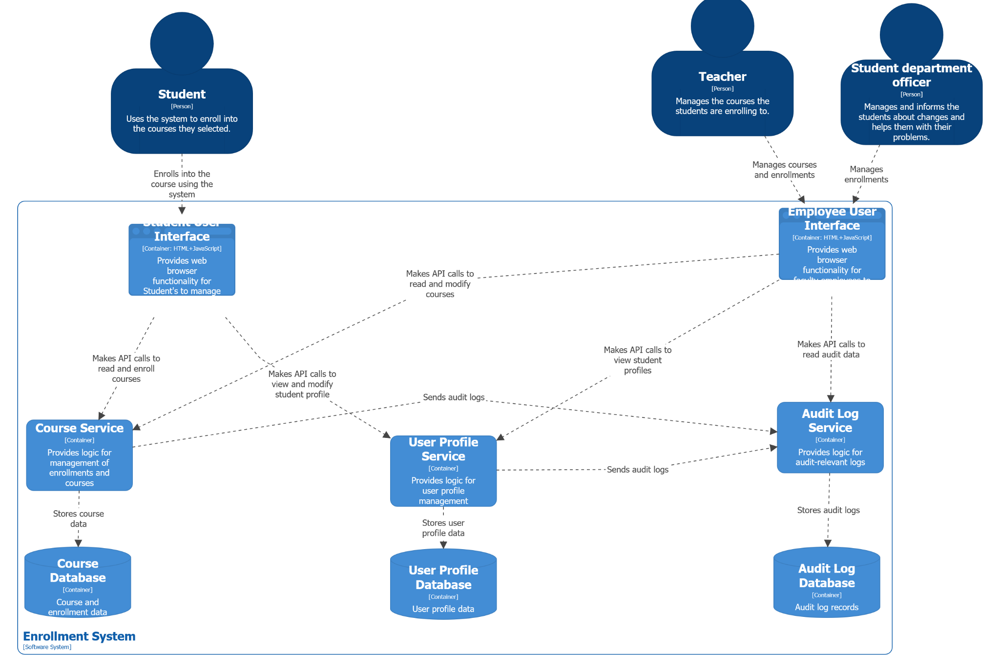 Student
[Person]
Uses the system to enroll into
the courses they selected.
Teacher
[Person]
Manages the courses the
students are enrolling to.
Student department
officer
[Person]
Manages and informs the
students about changes and
helps them with their
problems.
Enrolls into the
course using the
system
Manages courses
and enrollments
Manages
enrollments
Student User
Interface
[Container: HTML+JavaScript]
Provides web
browser
functionality for
Student's to manage
Employee User
Interface
[Container: HTML+JavaScript]
Provides web
browser
functionality for
faculty employees to
Makes API calls to
read and modify
courses
Makes API calls to
read and enroll
courses
Makes API calls to
view and modify
student profile
Makes API calls to
view student
profiles
Makes API calls to
read audit data
Sends audit logs
Course Service
[Container]
Provides logic for
management of
enrollments and
courses
User Profile
Service
[Container]
Provides logic for
user profile
management
Sends audit logs
Audit Log
Service
[Container]
Provides logic for
audit-relevant logs
Stores course
data
Stores user
profile data
Stores audit logs
Course
Database
[Container]
Course and
enrollment data
User Profile
Database
[Container]
User profile data
Audit Log
Database
[Container]
Audit log records
Enrollment System
[Software System]